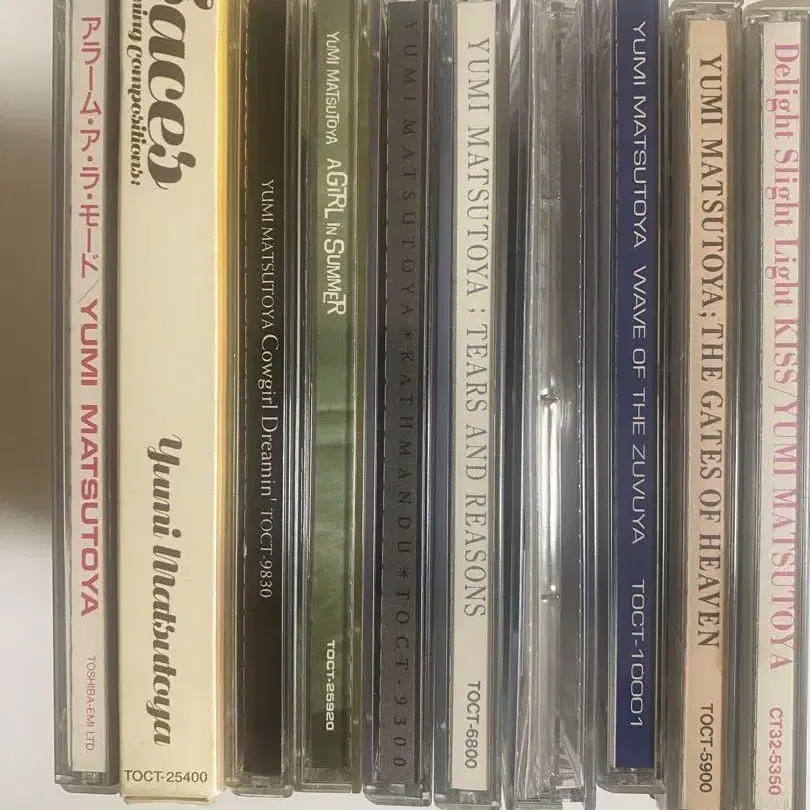 アラーム・ア・ラ・モード/YUMI MATSUTOYA TOSHIBA-EMI LTD.
Faces
ning Compositions:
Yumi Matsutoya
TOCT-25400
YUMI MATSUTOYA Cowgirl Dreamin' TOCT-9830
YUMI MATSUTOYA A GIRL IN SUMMER TOCT-25920
YUMI MATSUTOYA*KATHMANDU*TOCT-9300
YUMI MATSUTOYA ; TEARS AND REASONS TOCT-6800
YUMI MATSUTOYA WAVE OF THE ZUVUYA TOCT-10001
YUMI MATSUTOYA;THE GATES OF HEAVEN TOCT-5900
Delight Slight Light KISS/YUMI MATSUTOYA CT32-5350